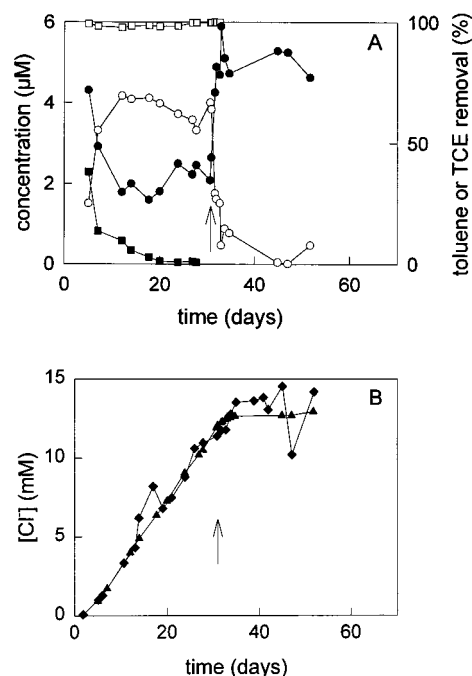 A
concentration (µM)
6
4
2
0
toluene or TCE removal (%)
100
50
0
0 20 40 60
time (days)
B
[Cl⁻] (mM)
15
10
5
0
0 20 40 60
time (days)